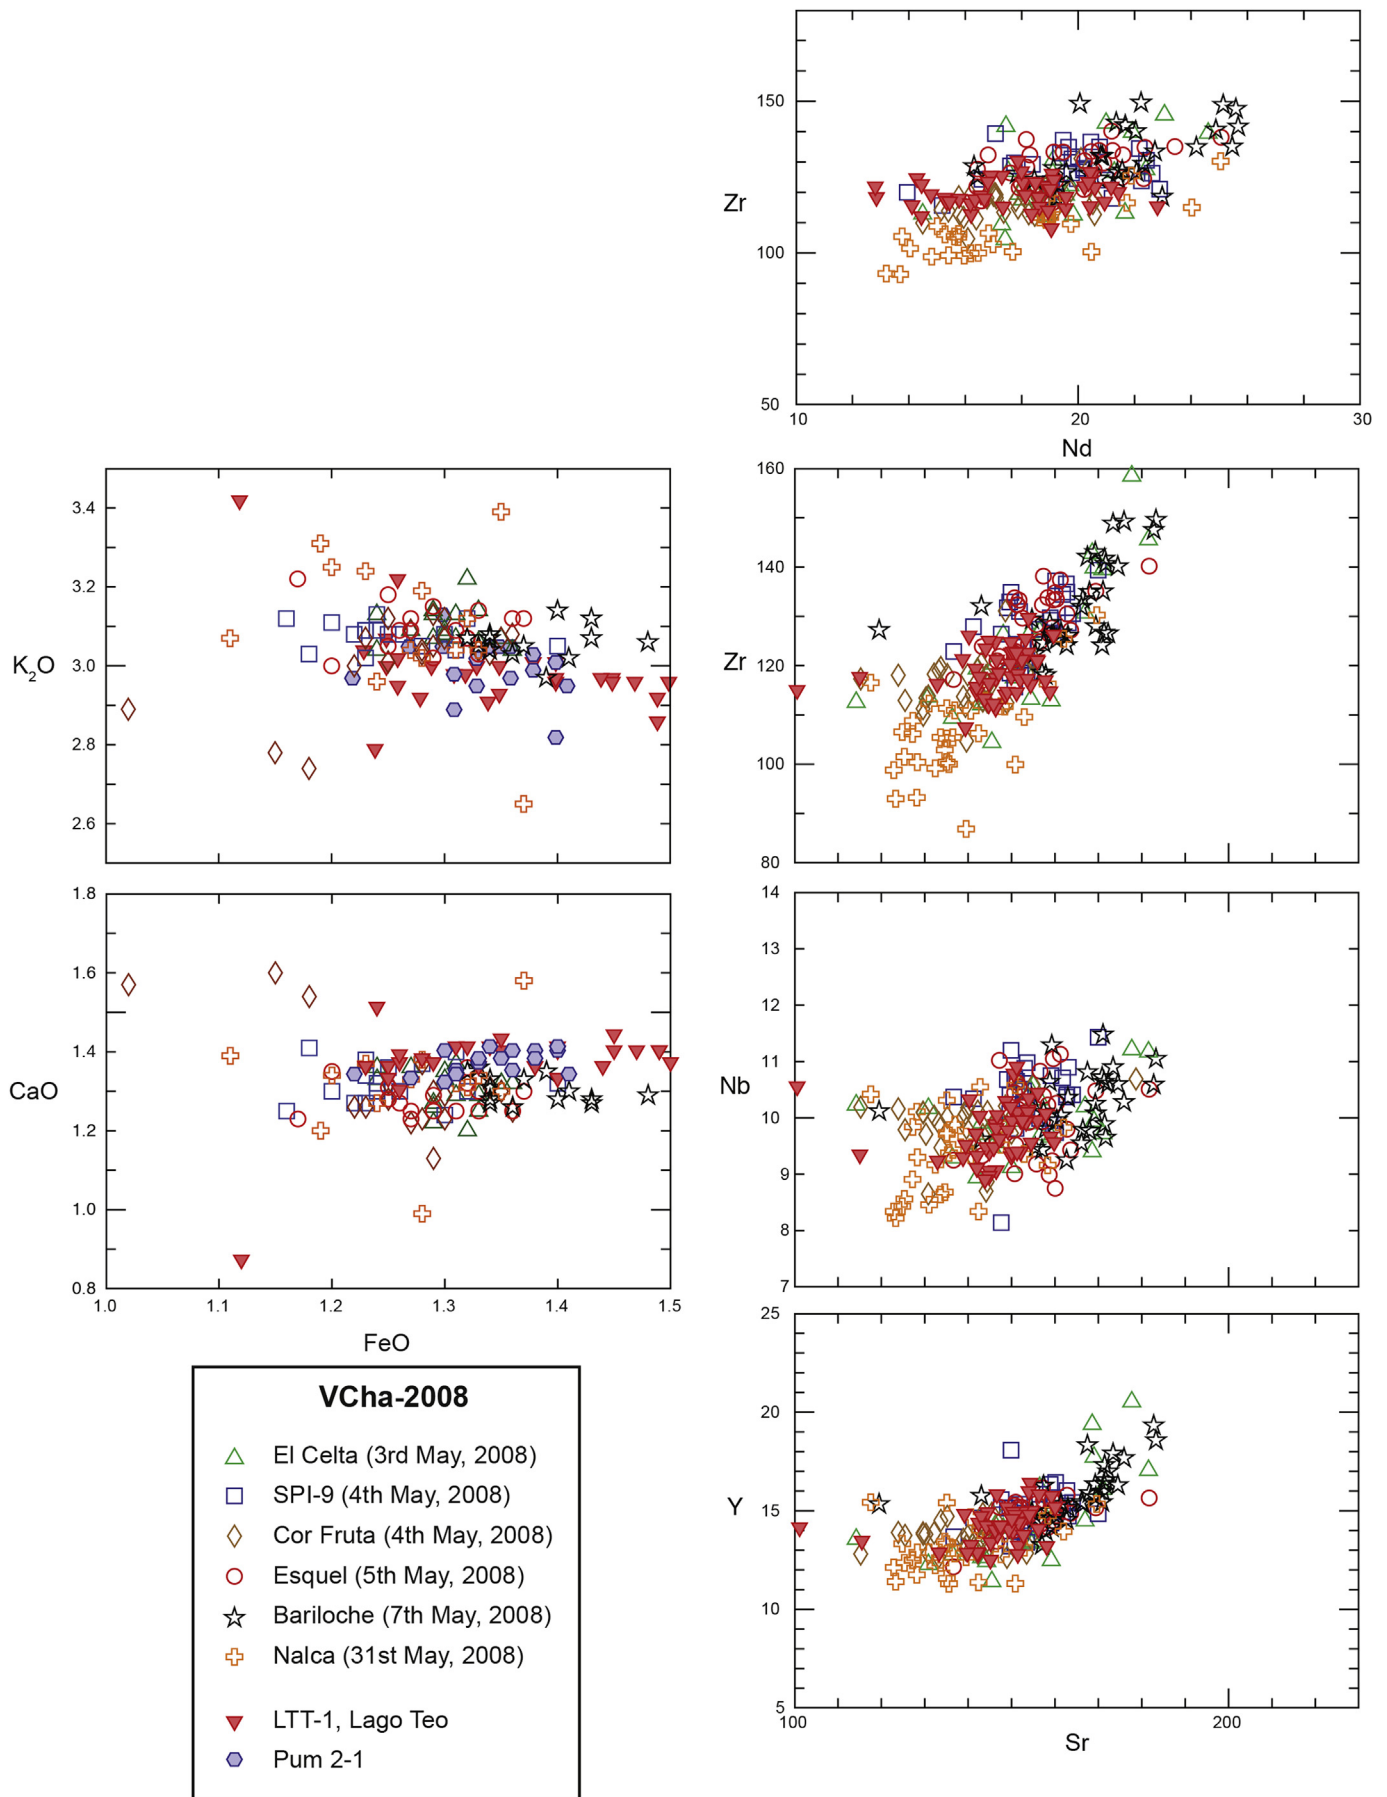 150
Zr
100
50
10
20
30
Nd
3.4
3.2
K2O
3.0
2.8
2.6
160
140
Zr
120
100
80
1.8
1.6
1.4
CaO
1.2
1.0
0.8
1.0
1.1
1.2
1.3
1.4
1.5
FeO
14
13
12
11
Nb
10
9
8
7
25
20
Y
15
10
5
100
200
Sr
VCha-2008
El Celta (3rd May, 2008)
SPI-9 (4th May, 2008)
Cor Fruta (4th May, 2008)
Esquel (5th May, 2008)
Bariloche (7th May, 2008)
Nalca (31st May, 2008)
LTT-1, Lago Teo
Pum 2-1